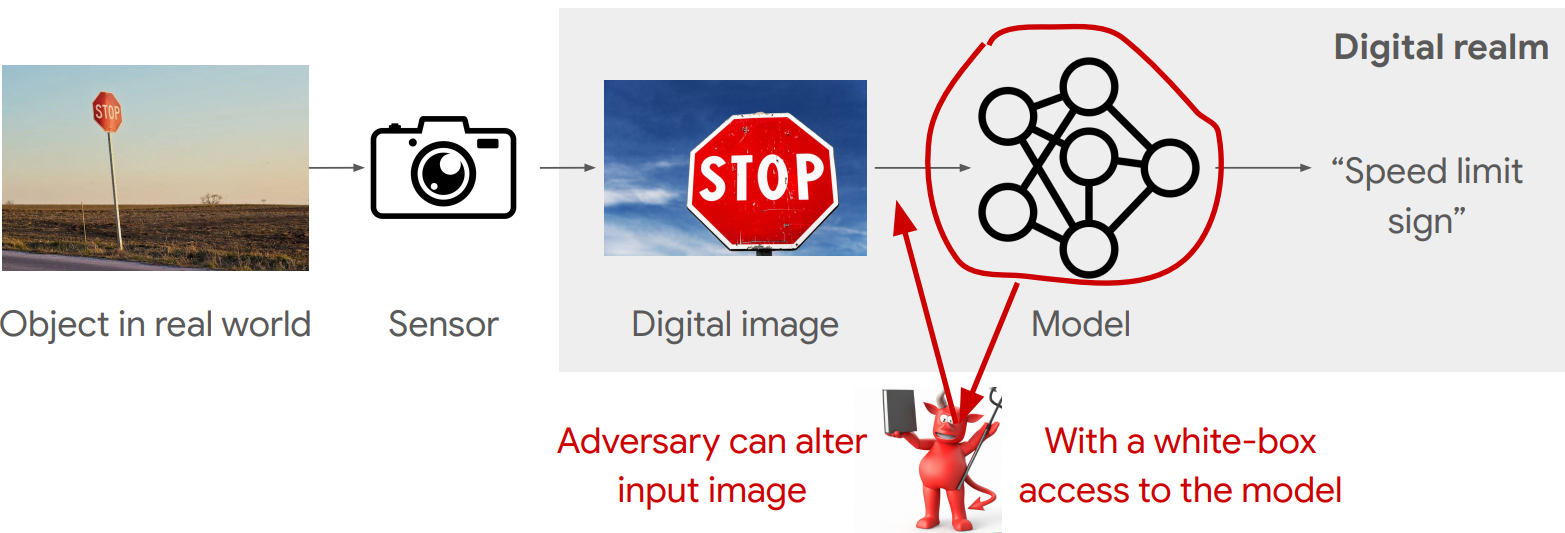 Digital realm
STOP
STOP
“Speed limit
sign”
Object in real world
Sensor
Digital image
Model
Adversary can alter
input image
With a white-box
access to the model